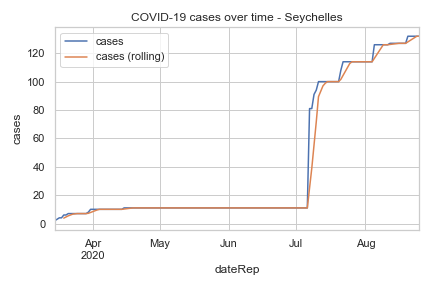 COVID-19 cases over time - Seychelles
cases
cases (rolling)
cases
120
100
80
60
40
20
0
Apr May Jun Jul Aug
2020
dateRep